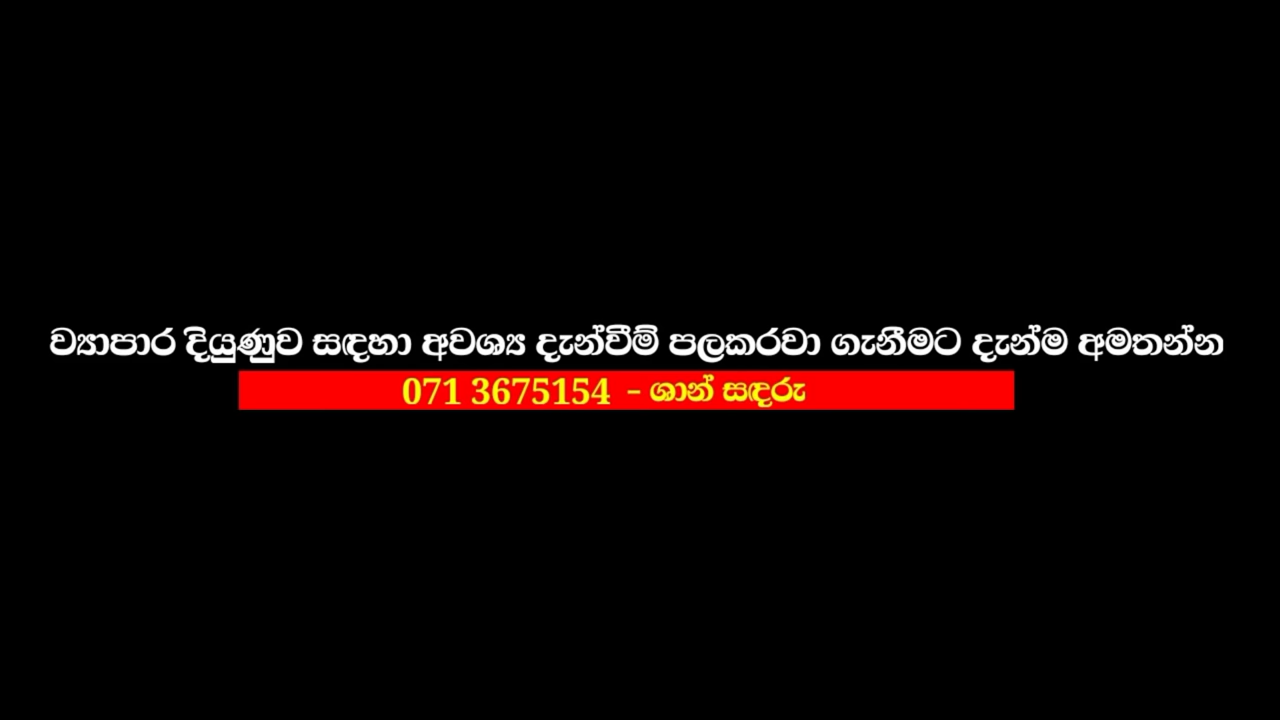 ව්‍යාපාර දියුණුව සඳහා අවශ්‍ය දැන්වීම් පලකරවා ගැනීමට දැන්ම අමතන්න
071 3675154 - ශාන් සඳරු